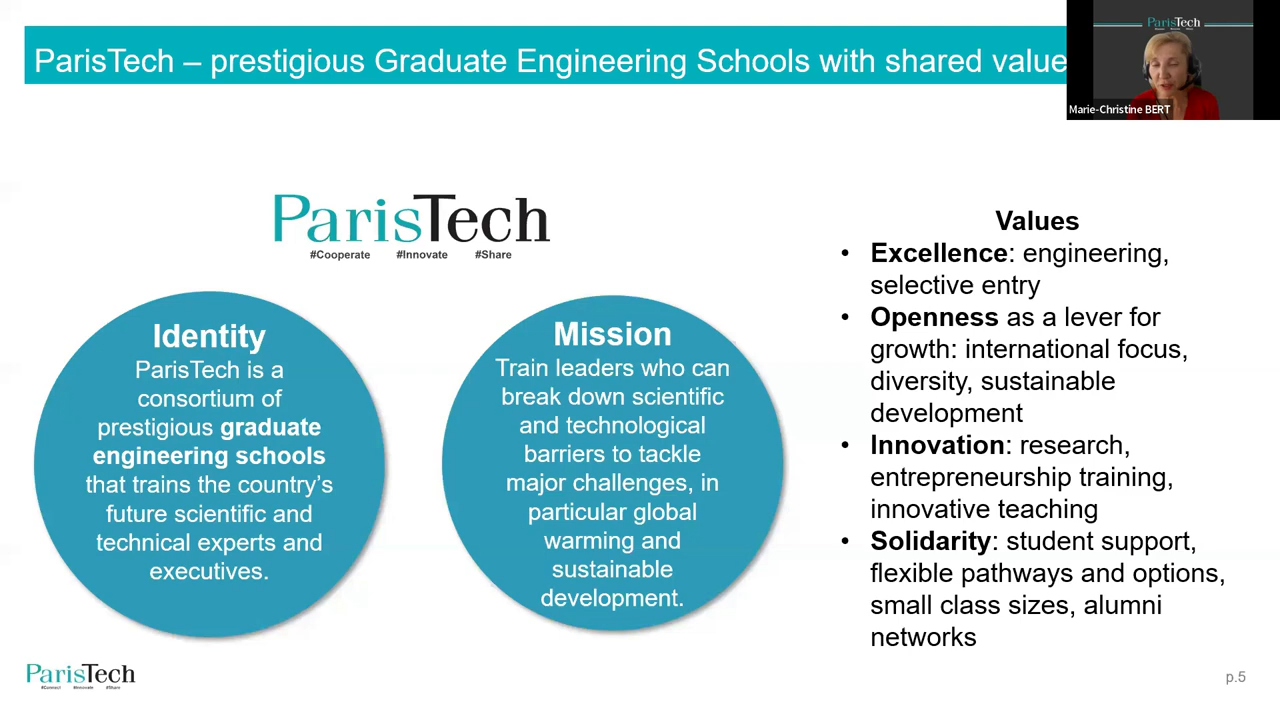 ParisTech – prestigious Graduate Engineering Schools with shared value
ParisTech
Marie-Christine BERT
ParisTech
#Cooperate #Innovate #Share
Identity
ParisTech is a
consortium of
prestigious graduate
engineering schools
that trains the country’s
future scientific and
technical experts and
executives.
Mission
Train leaders who can
break down scientific
and technological
barriers to tackle
major challenges, in
particular global
warming and
sustainable
development.
Values
• Excellence: engineering,
selective entry
• Openness as a lever for
growth: international focus,
diversity, sustainable
development
• Innovation: research,
entrepreneurship training,
innovative teaching
• Solidarity: student support,
flexible pathways and options,
small class sizes, alumni
networks
ParisTech
#Connect #Innovate #Share
p.5